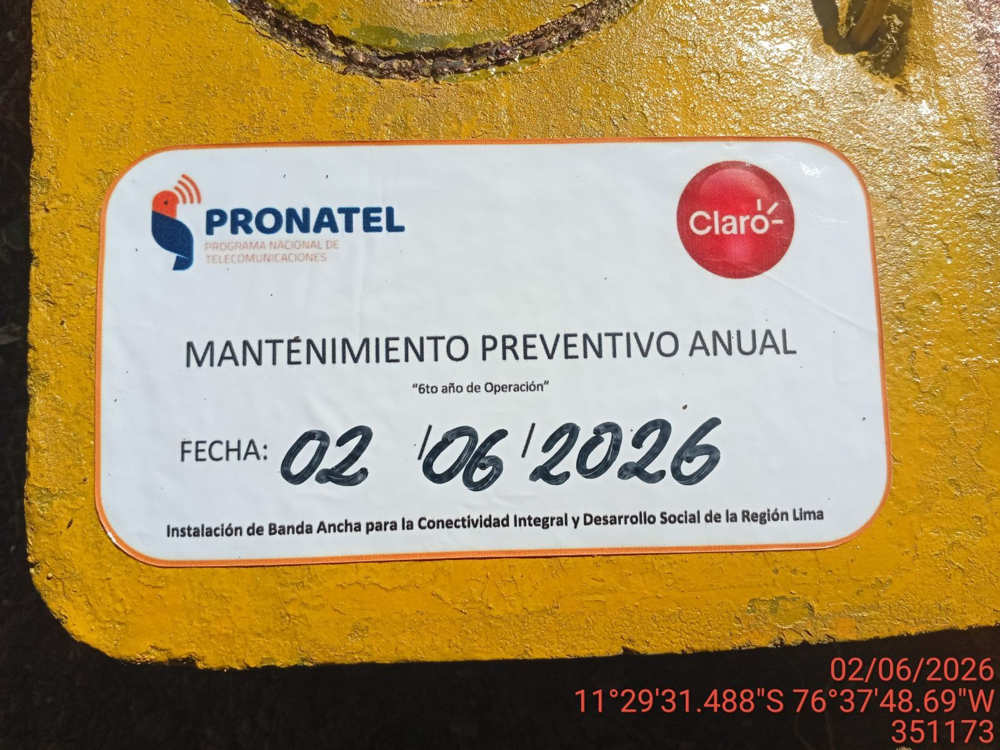 PRONATEL
PROGRAMA NACIONAL DE
TELECOMUNICACIONES
Claro
MANTENIMIENTO PREVENTIVO ANUAL
“6to año de Operación”
FECHA: 02 /06 /2026
Instalación de Banda Ancha para la Conectividad Integral y Desarrollo Social de la Región Lima
02/06/2026
11°29'31.488"S 76°37'48.69"W
351173